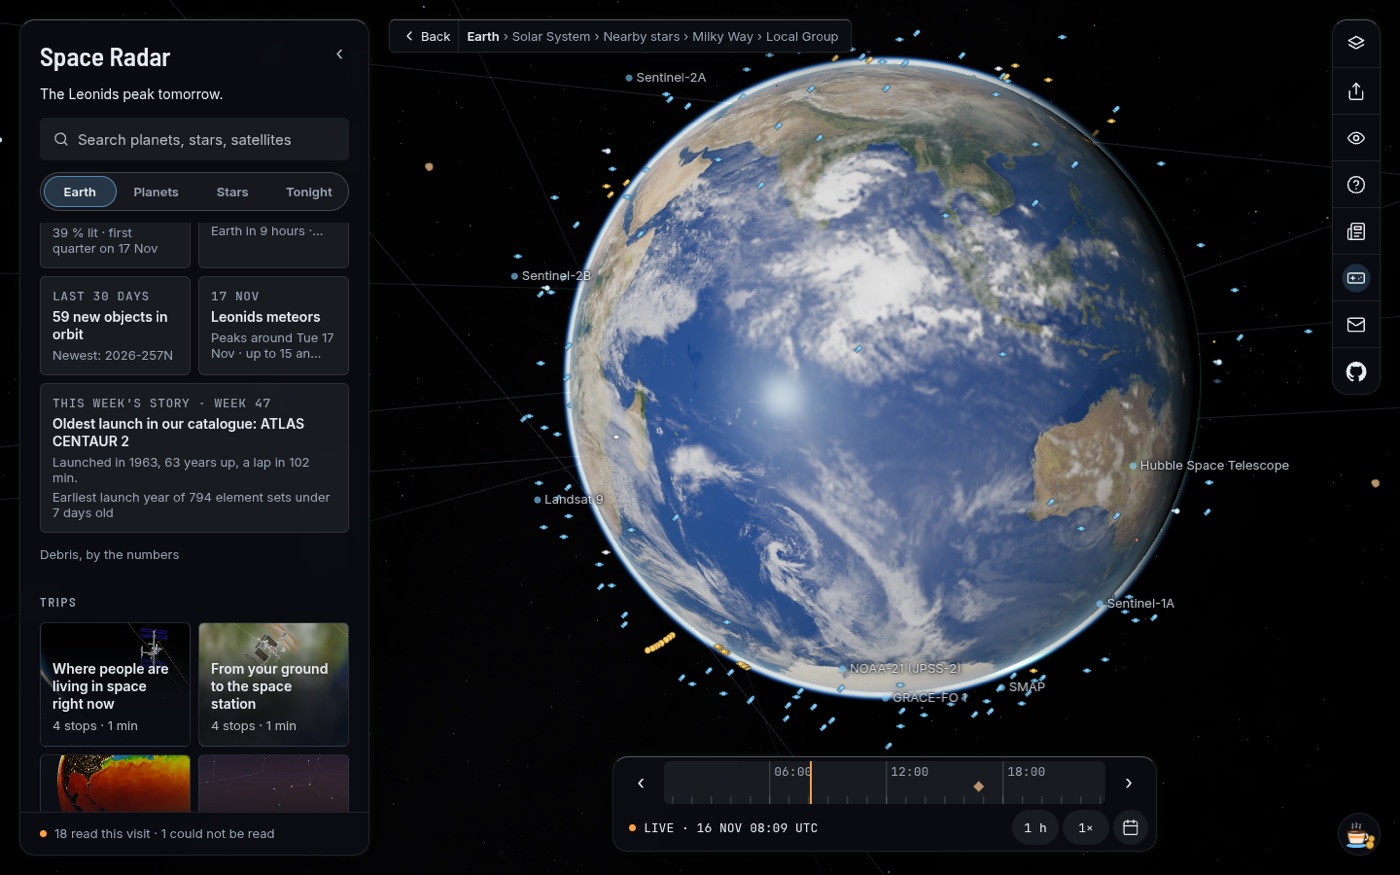 Space Radar
The Leonids peak tomorrow.
Search planets, stars, satellites
Earth Planets Stars Tonight
39 % lit · first
quarter on 17 Nov
Earth in 9 hours ·...
LAST 30 DAYS
59 new objects in
orbit
Newest: 2026-257N
17 NOV
Leonids meteors
Peaks around Tue 17
Nov · up to 15 an...
THIS WEEK'S STORY · WEEK 47
Oldest launch in our catalogue: ATLAS
CENTAUR 2
Launched in 1963, 63 years up, a lap in 102
min.
Earliest launch year of 794 element sets under
7 days old
Debris, by the numbers
TRIPS
Where people are
living in space
right now
4 stops · 1 min
From your ground
to the space
station
4 stops · 1 min
18 read this visit · 1 could not be read
Back Earth › Solar System › Nearby stars › Milky Way › Local Group
Sentinel-2A
Sentinel-2B
Landsat 9
Hubble Space Telescope
Sentinel-1A
NOAA-21 (JPSS-2)
SMAP
GRACE-FO 1
06:00 12:00 18:00
LIVE · 16 NOV 08:09 UTC
1 h 1×